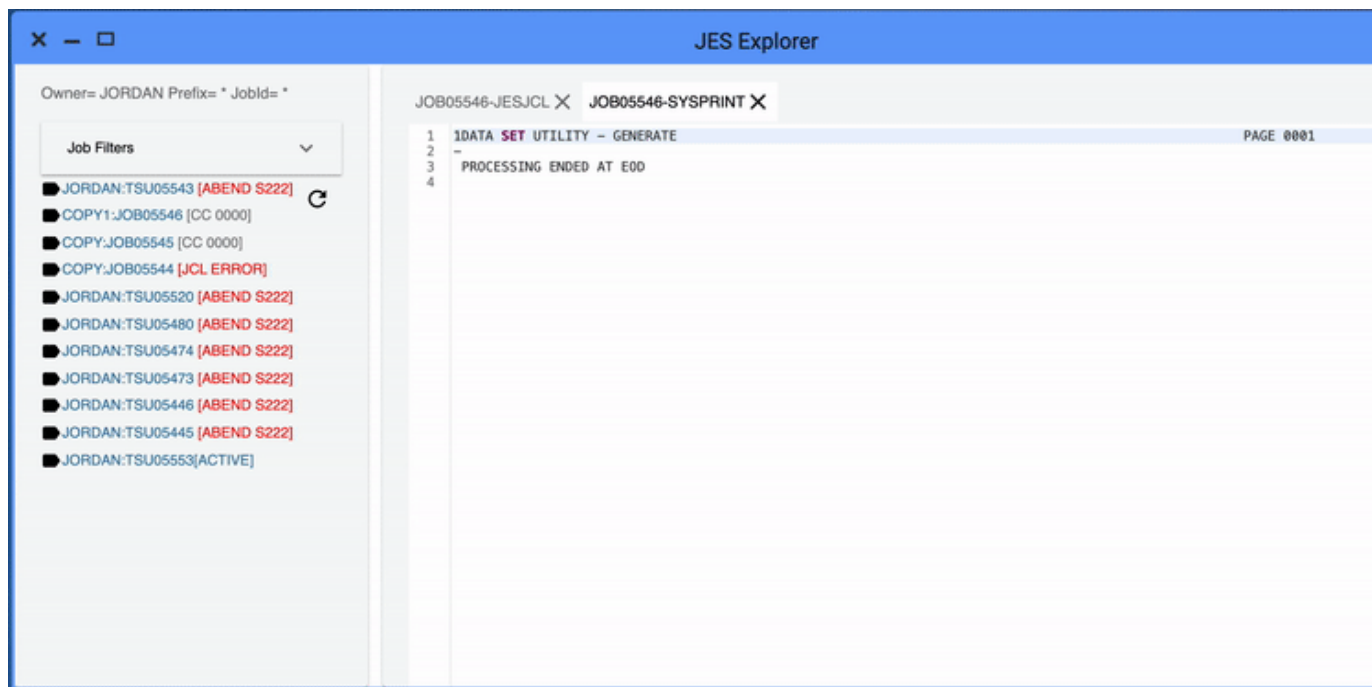 JES Explorer
Owner= JORDAN Prefix= * JobId= *
Job Filters
JORDAN:TSU05543 [ABEND S222]
COPY1:JOB05546 [CC 0000]
COPY:JOB05545 [CC 0000]
COPY:JOB05544 [JCL ERROR]
JORDAN:TSU05520 [ABEND S222]
JORDAN:TSU05480 [ABEND S222]
JORDAN:TSU05474 [ABEND S222]
JORDAN:TSU05473 [ABEND S222]
JORDAN:TSU05446 [ABEND S222]
JORDAN:TSU05445 [ABEND S222]
JORDAN:TSU05553[ACTIVE]
JOB05546-JESJCL JOB05546-SYSPRINT
1 1DATA SET UTILITY - GENERATE PAGE 0001
2 -
3 PROCESSING ENDED AT EOD
4